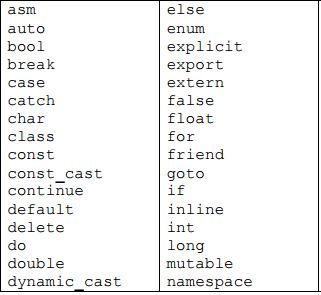 asm else
auto enum
bool explicit
break export
case extern
catch false
char float
class for
const friend
const_cast goto
continue if
default inline
delete int
do long
double mutable
dynamic_cast namespace